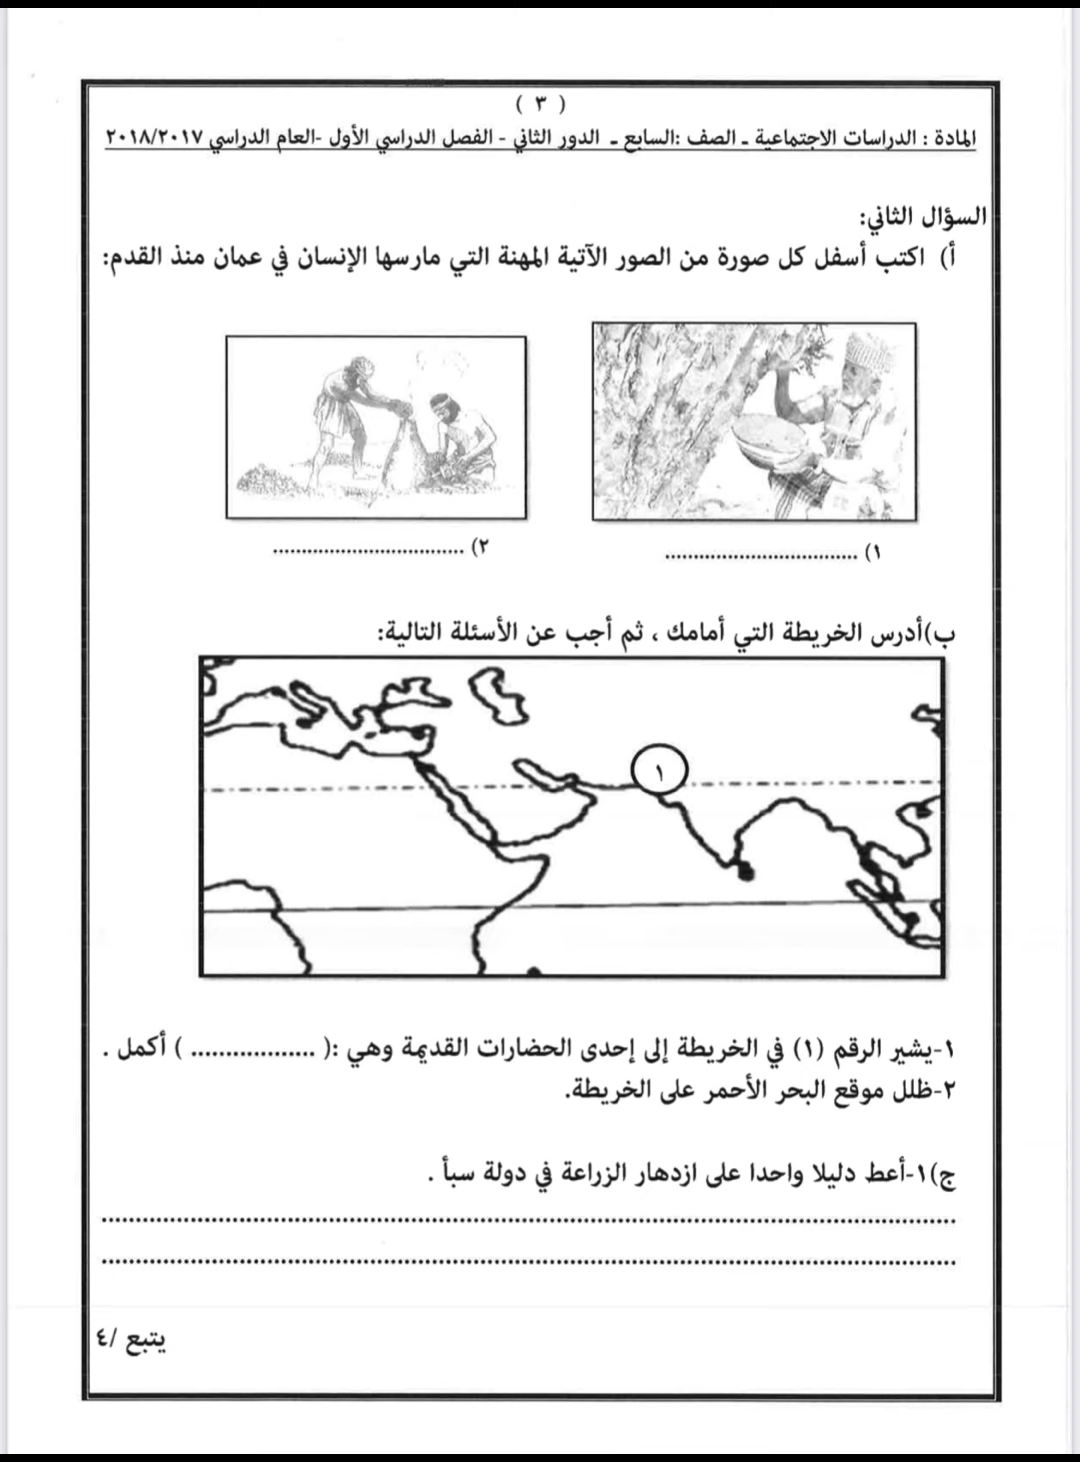 ( ٣ )
المادة : الدراسات الاجتماعية ـ الصف :السابع ـ الدور الثاني - الفصل الدراسي الأول -العام الدراسي ٢٠١٨/٢٠١٧
السؤال الثاني:
أ) اكتب أسفل كل صورة من الصور الآتية المهنة التي مارسها الإنسان في عمان منذ القدم:
١) ..................................
٢) ..................................
ب)أدرس الخريطة التي أمامك ، ثم أجب عن الأسئلة التالية:
١
١-يشير الرقم (١) في الخريطة إلى إحدى الحضارات القديمة وهي :( .................. ) أكمل .
٢-ظلل موقع البحر الأحمر على الخريطة.
ج)١-أعط دليلا واحدا على ازدهار الزراعة في دولة سبأ .
................................................................................
................................................................................
يتبع /٤